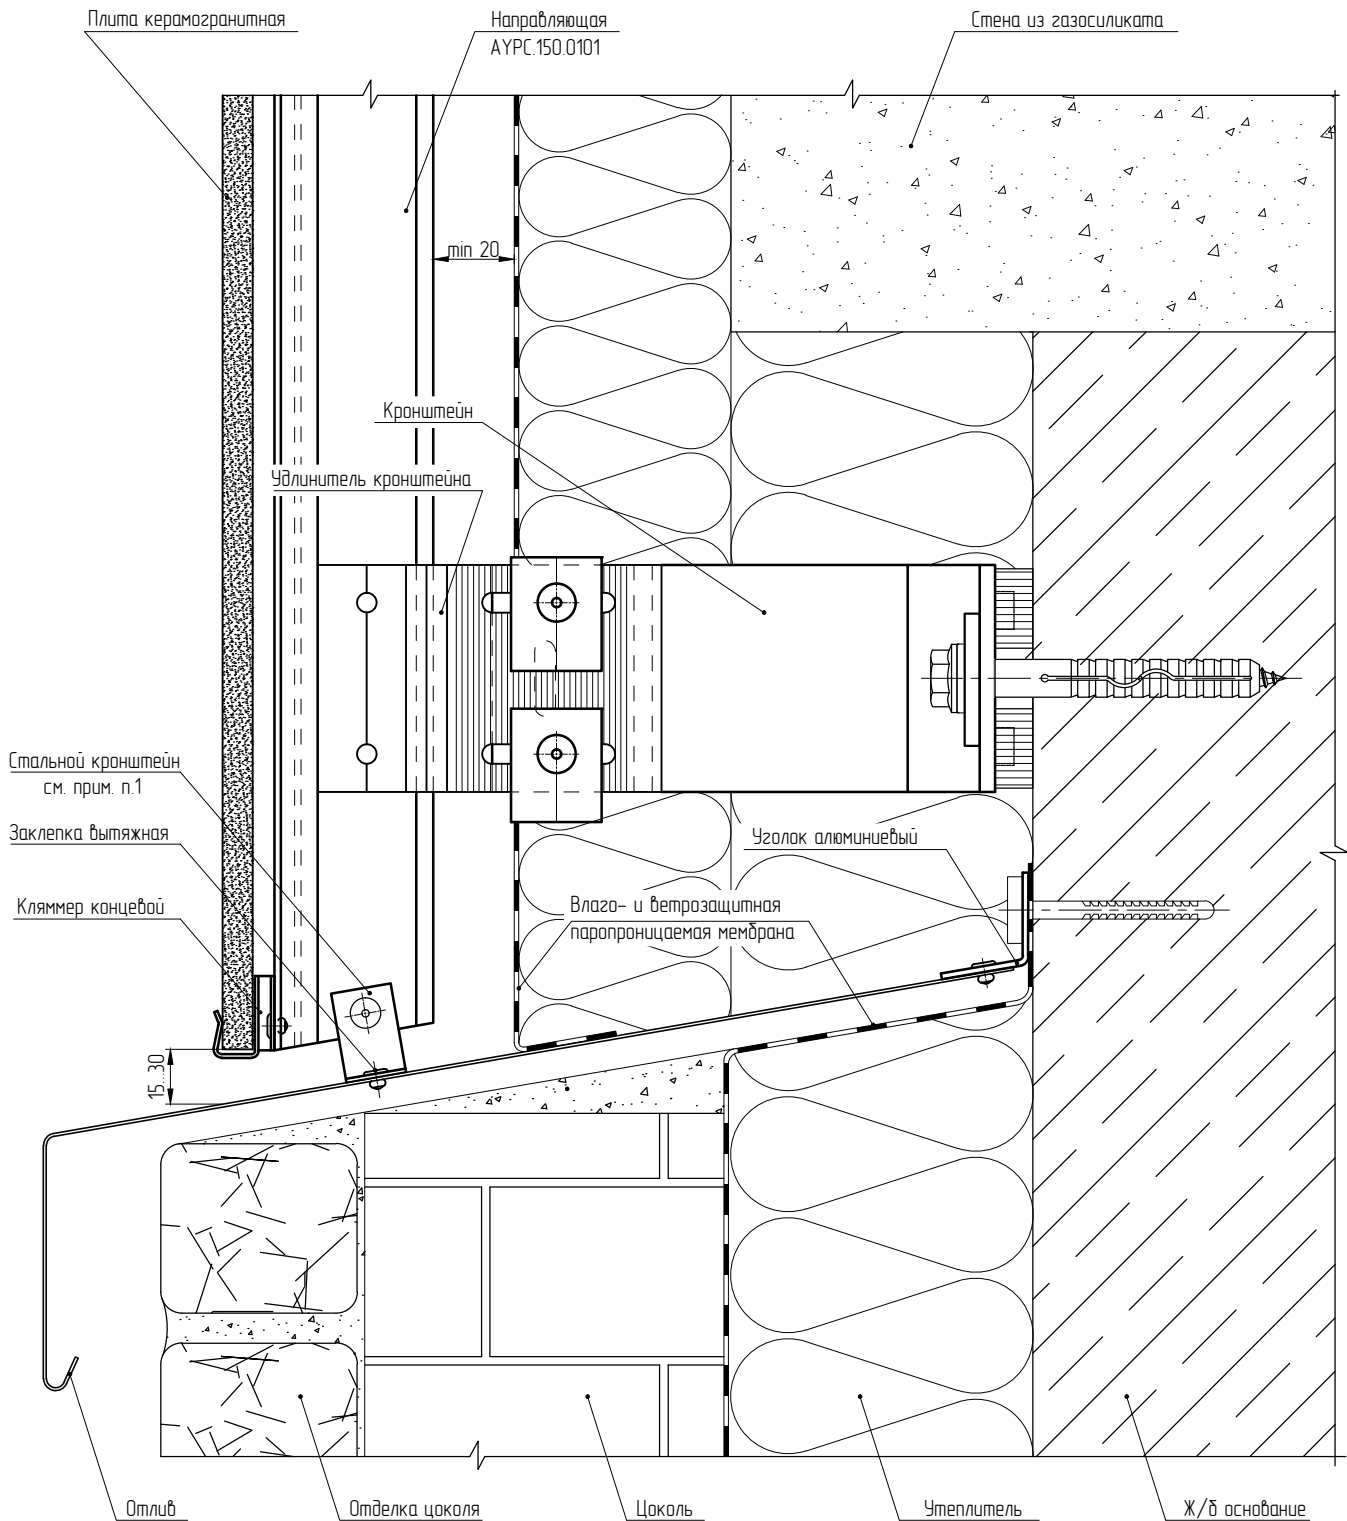 Плита керамогранитная
Направляющая
АYPC.150.0101
Стена из газосиликата
min 20
Кронштейн
Удлинитель кронштейна
Стальной кронштейн
см. прим. п.1
Заклепка вытяжная
Уголок алюминиевый
Кляммер концевой
Влаго- и ветрозащитная
паропроницаемая мембрана
15...30
Отлив
Отделка цоколя
Цоколь
Утеплитель
Ж/б основание